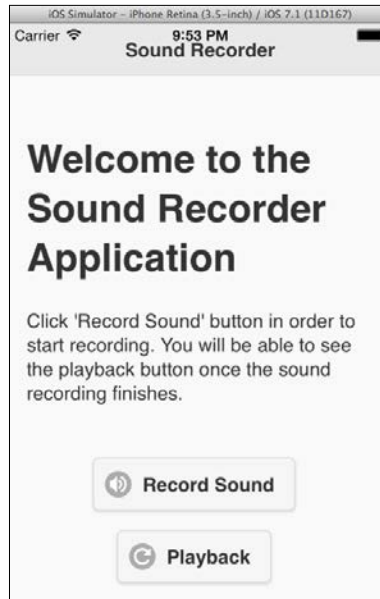 iOS Simulator – iPhone Retina (3.5-inch) / iOS 7.1 (11D167)
Carrier 9:53 PM
Sound Recorder
Welcome to the
Sound Recorder
Application
Click 'Record Sound' button in order to
start recording. You will be able to see
the playback button once the sound
recording finishes.
Record Sound
Playback